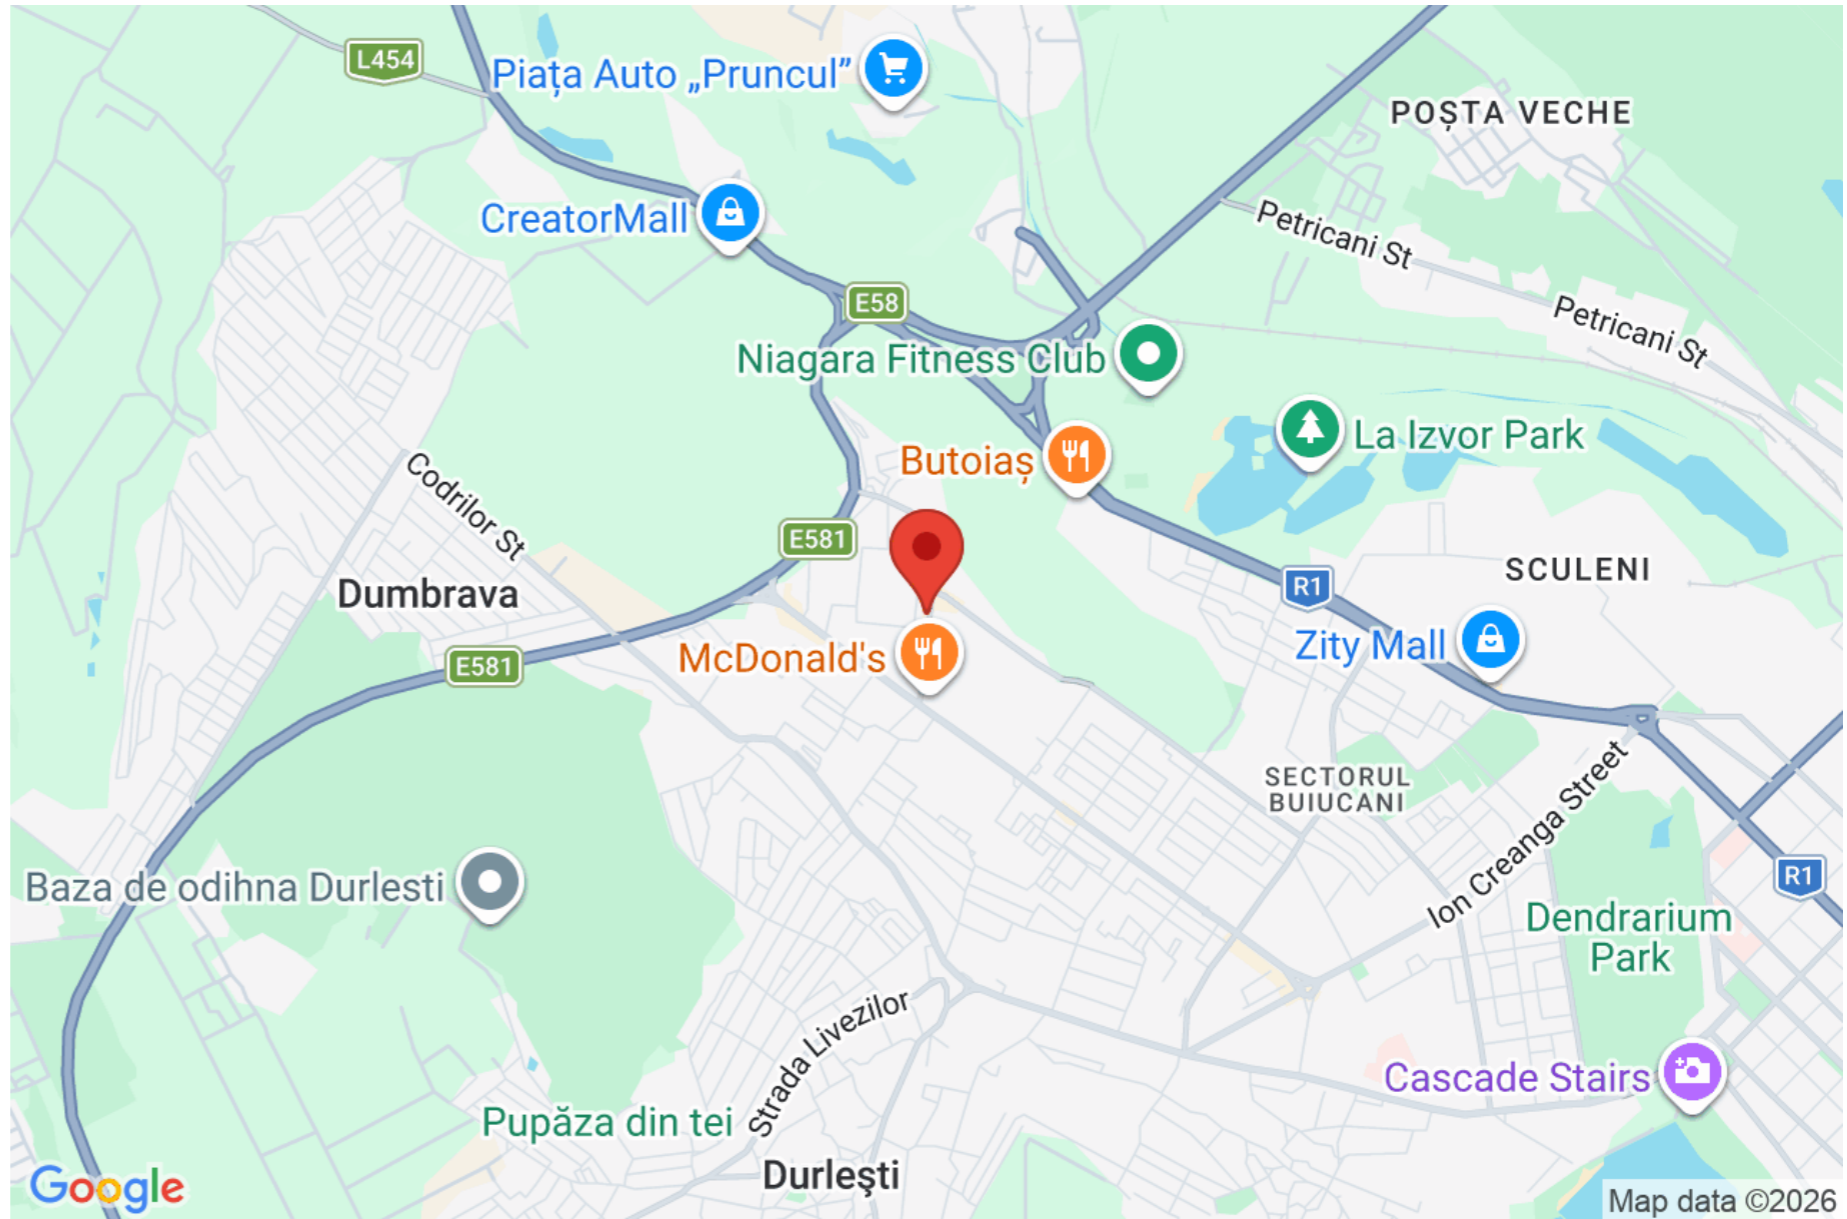 L454
Piața Auto „Pruncul”
POȘTA VECHE
CreatorMall
Petricani St
E58
Petricani St
Niagara Fitness Club
La Izvor Park
Butoiaș
Codrilor St
E581
SCULENI
Dumbrava
R1
Zity Mall
McDonald's
E581
SECTORUL
BUIUCANI
Ion Creanga Street
R1
Baza de odihna Durlesti
Dendrarium
Park
Strada Livezilor
Cascade Stairs
Pupăza din tei
Durleşti
Google
Map data ©2026